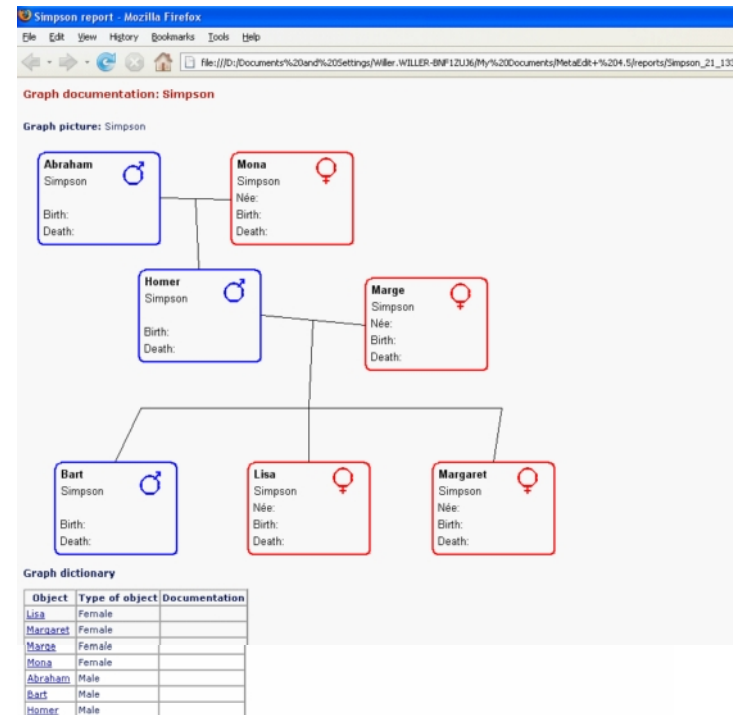 Simpson report - Mozilla Firefox
File Edit View History Bookmarks Tools Help
file:///D:/Documents%20and%20Settings/Willer.WILLER-BNF1ZUJ6/My%20Documents/MetaEdit+%204.5/reports/Simpson_21_133
Graph documentation: Simpson
Graph picture: Simpson
Abraham
Simpson
Birth:
Death:
Mona
Simpson
Née:
Birth:
Death:
Homer
Simpson
Birth:
Death:
Marge
Simpson
Née:
Birth:
Death:
Bart
Simpson
Birth:
Death:
Lisa
Simpson
Née:
Birth:
Death:
Margaret
Simpson
Née:
Birth:
Death:
Graph dictionary
Object Type of object Documentation
Lisa Female
Margaret Female
Marge Female
Mona Female
Abraham Male
Bart Male
Homer Male